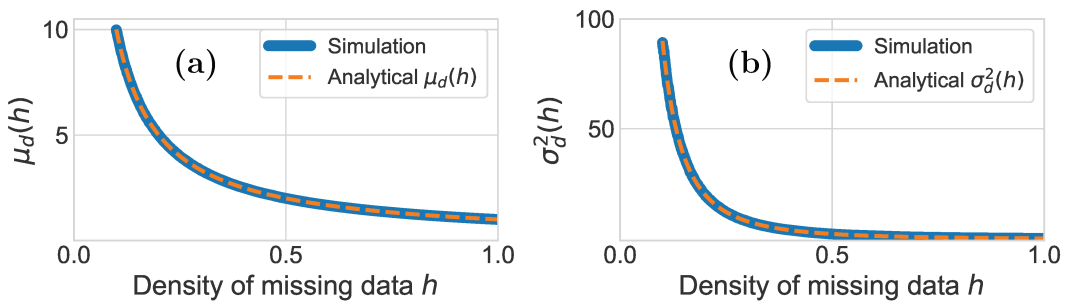 10
5
0.0
0.5
1.0
μ_d(h)
Density of missing data h
(a)
Simulation
Analytical μ_d(h)
100
50
0.0
0.5
1.0
σ_d^2(h)
Density of missing data h
(b)
Simulation
Analytical σ_d^2(h)